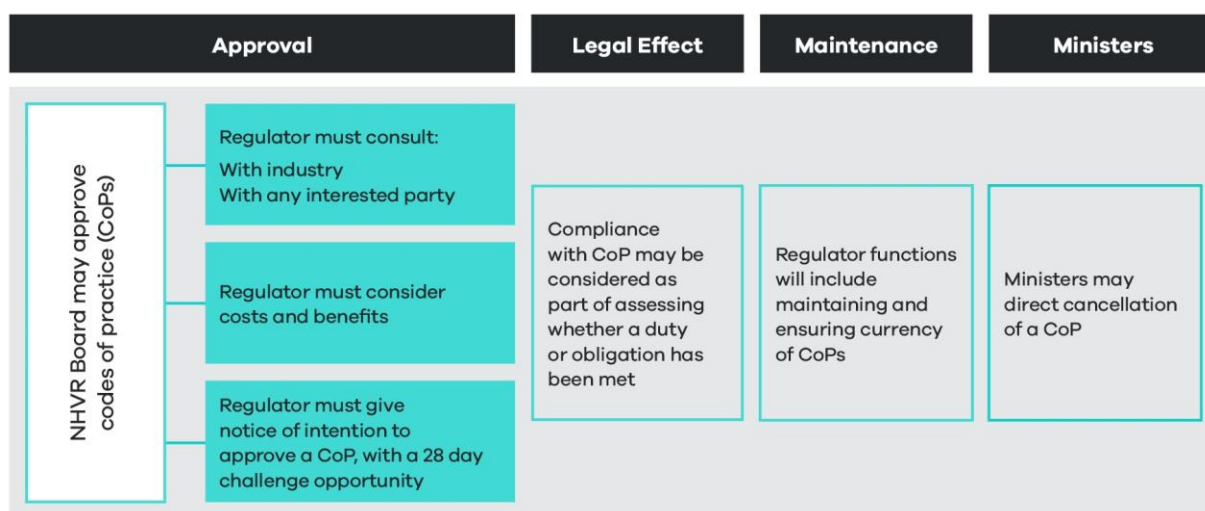 Approval
Legal Effect
Maintenance
Ministers
NHVR Board may approve
codes of practice (CoPs)
Regulator must consult:
With industry
With any interested party
Regulator must consider
costs and benefits
Regulator must give
notice of intention to
approve a CoP, with a 28 day
challenge opportunity
Compliance
with CoP may be
considered as
part of assessing
whether a duty
or obligation has
been met
Regulator functions
will include
maintaining and
ensuring currency
of CoPs
Ministers may
direct cancellation
of a CoP